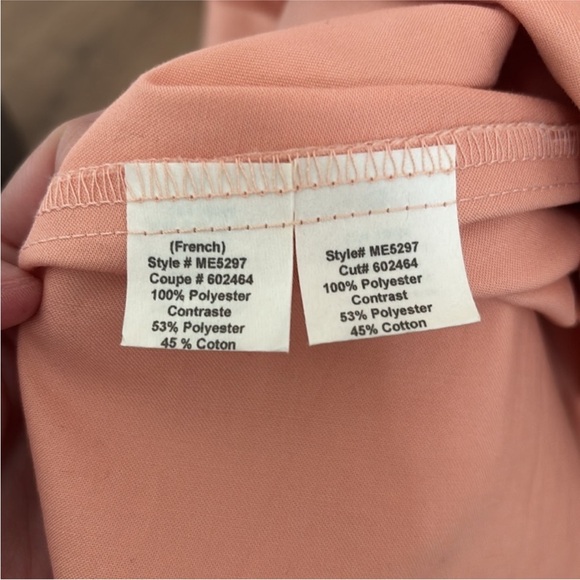 (French)
Style # ME5297
Coupe # 602464
100% Polyester
Contraste
53% Polyester
45 % Coton
Style# ME5297
Cut# 602464
100% Polyester
Contrast
53% Polyester
45% Cotton